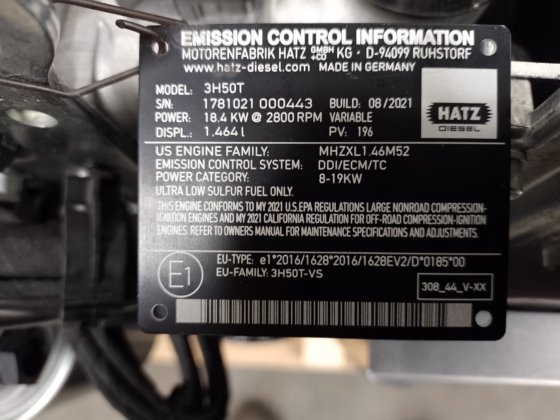 EMISSION CONTROL INFORMATION
MOTORENFABRIK HATZ GMBH +CO KG · D-94099 RUHSTORF
www.hatz-diesel.com MADE IN GERMANY
MODEL: 3H50T
S/N: 1781021 000443 BUILD: 08/2021
POWER: 18.4 KW @ 2800 RPM VARIABLE
DISPL.: 1.464 l PV: 196
HATZ
DIESEL
US ENGINE FAMILY: MHZXL1.46M52
EMISSION CONTROL SYSTEM: DDI/ECM/TC
POWER CATEGORY: 8-19KW
ULTRA LOW SULFUR FUEL ONLY.
THIS ENGINE CONFORMS TO MY 2021 U.S.EPA REGULATIONS LARGE NONROAD COMPRESSION-
IGNITION ENGINES AND MY 2021 CALIFORNIA REGULATION FOR OFF-ROAD COMPRESSION-IGNITION
ENGINES. REFER TO OWNERS MANUAL FOR MAINTENANCE SPECIFICATIONS AND ADJUSTMENTS.
E1
EU-TYPE: e1*2016/1628*2016/1628EV2/D*0185*00
EU-FAMILY: 3H50T-VS
308_44_V-XX